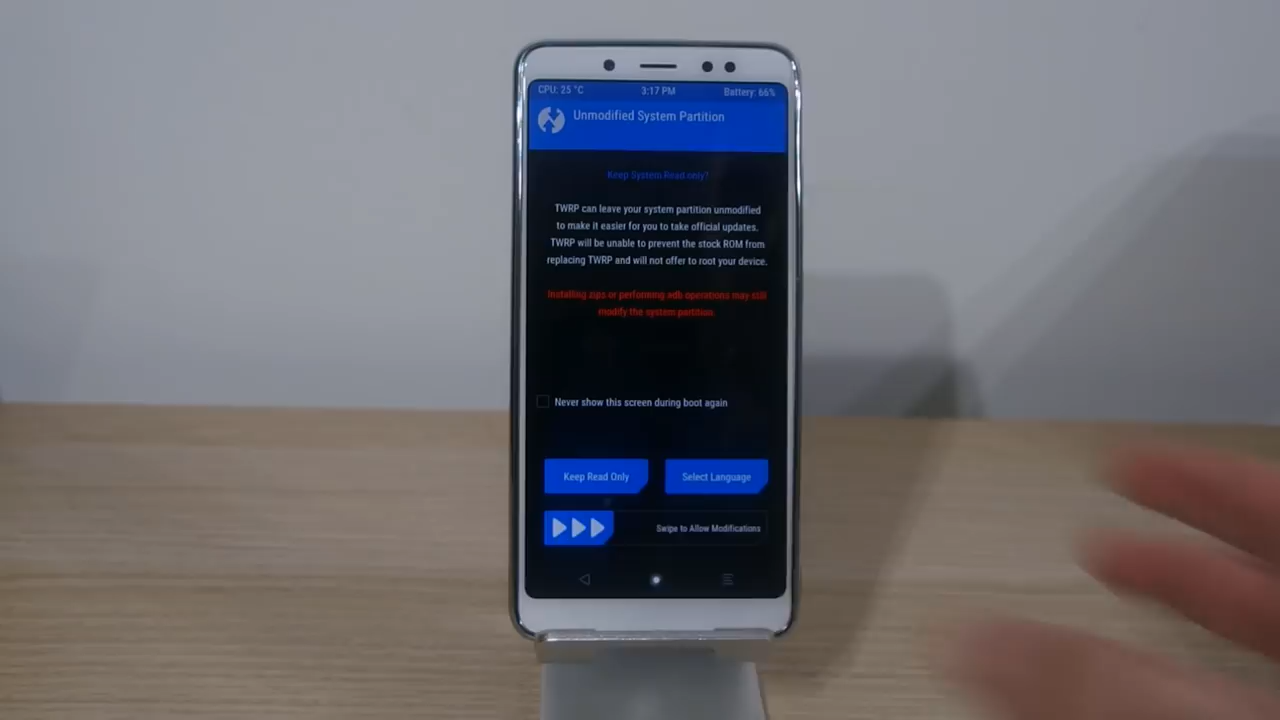 CPU: 25 °C 3:17 PM Battery: 66%
Unmodified System Partition
Keep System Read only?
TWRP can leave your system partition unmodified
to make it easier for you to take official updates.
TWRP will be unable to prevent the stock ROM from
replacing TWRP and will not offer to root your device.
Installing zips or performing adb operations may still
modify the system partition.
Never show this screen during boot again
Keep Read Only Select Language
Swipe to Allow Modifications